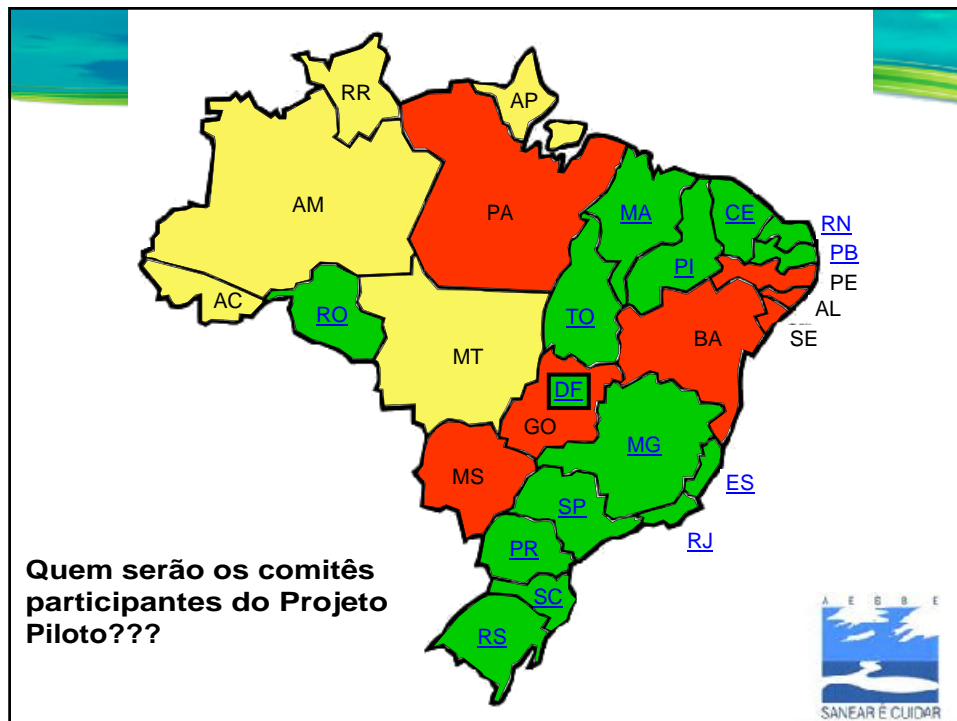 RR
AP
AM
PA
MA
CE
RN
PB
PI
PE
AC
RO
TO
AL
BA
SE
MT
DF
GO
MG
MS
ES
SP
RJ
PR
Quem serão os comitês
participantes do Projeto
Piloto???
SC
RS
A E S B E
SANEAR É CUIDAR